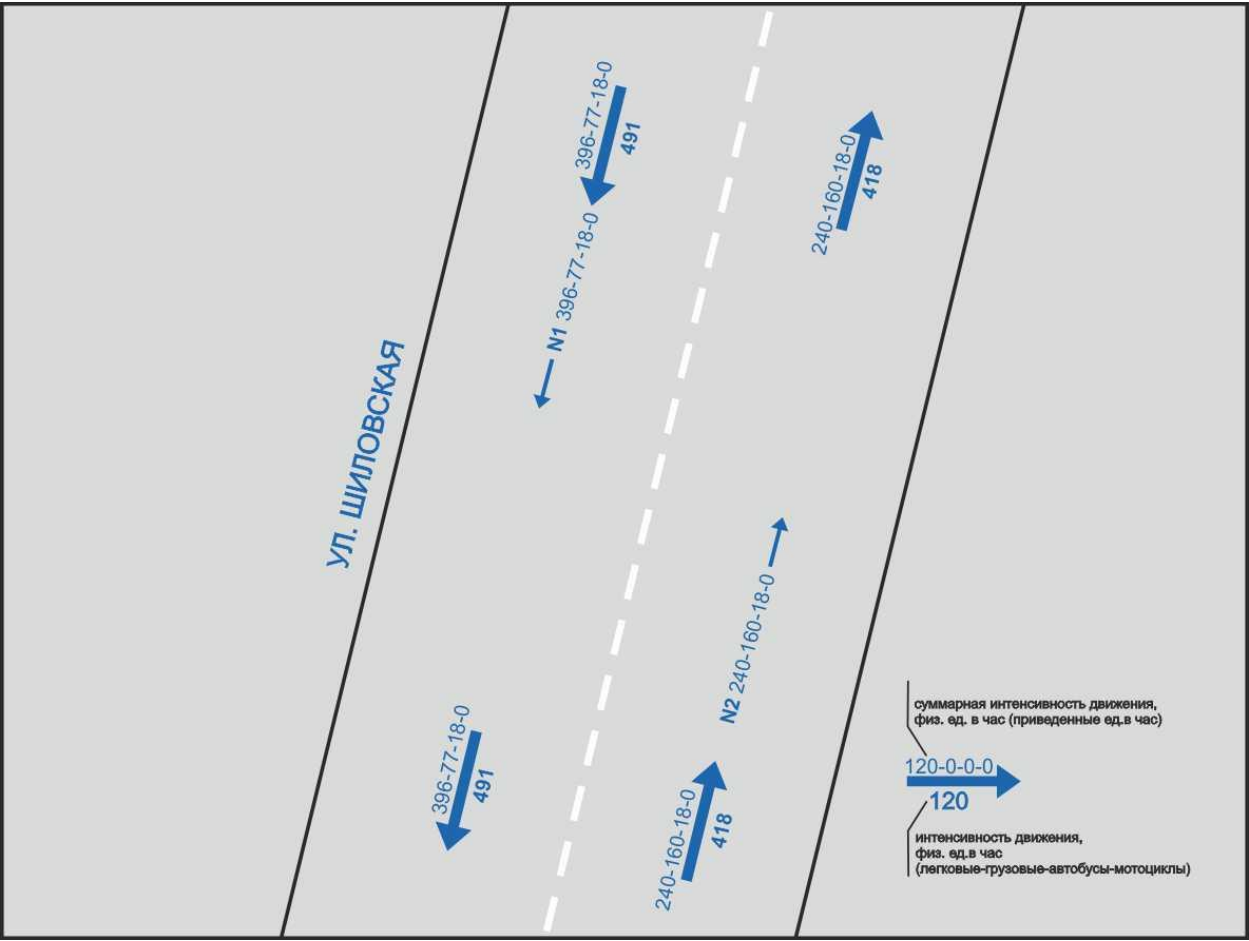 396-77-18-0
491
240-160-18-0
418
N1 396-77-18-0
УЛ. ШИЛОВСКАЯ
N2 240-160-18-0
396-77-18-0
491
240-160-18-0
418
суммарная интенсивность движения,
физ. ед. в час (приведенные ед.в час)
120-0-0-0
120
интенсивность движения,
физ. ед.в час
(легковые-грузовые-автобусы-мотоциклы)